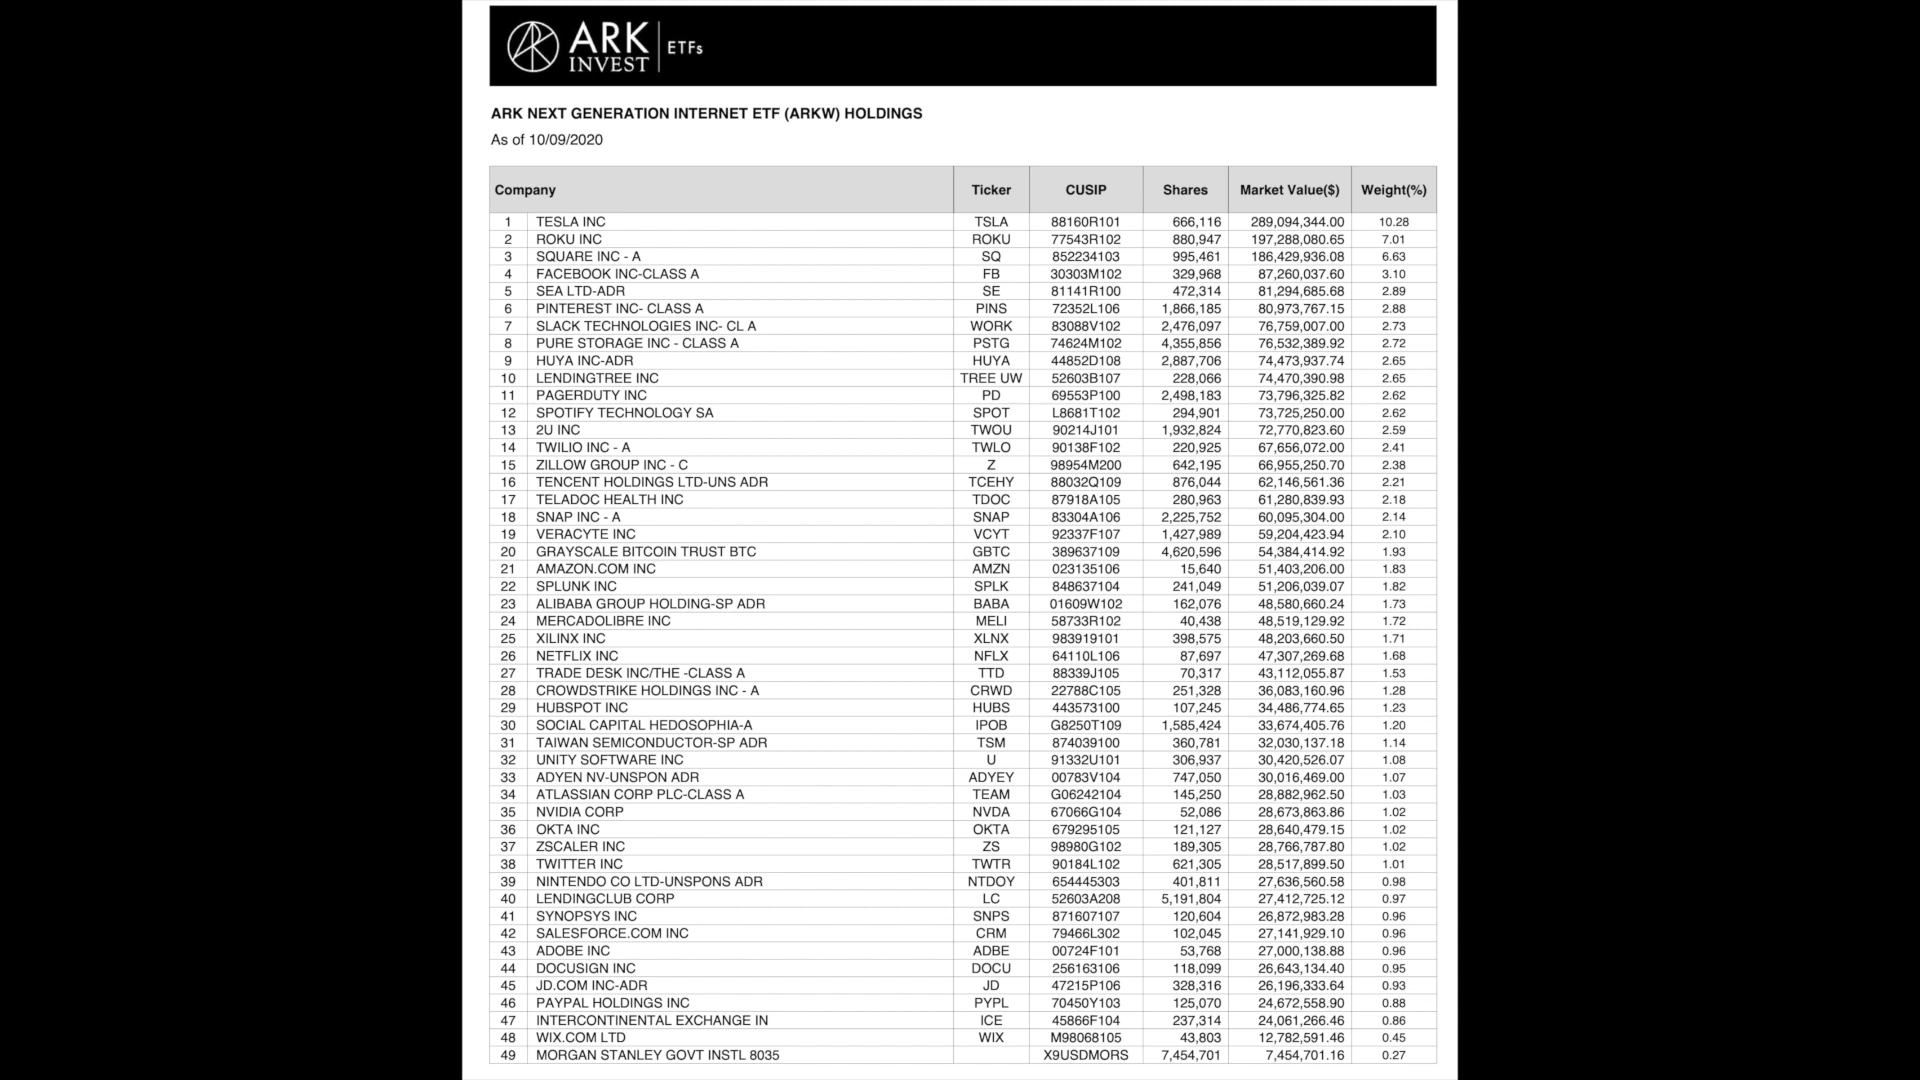 ARK
INVEST
ETFs
ARK NEXT GENERATION INTERNET ETF (ARKW) HOLDINGS
As of 10/09/2020
Company Ticker CUSIP Shares Market Value($) Weight(%)
1 TESLA INC TSLA 88160R101 666,116 289,094,344.00 10.28
2 ROKU INC ROKU 77543R102 880,947 197,288,080.65 7.01
3 SQUARE INC - A SQ 852234103 995,461 186,429,936.08 6.63
4 FACEBOOK INC-CLASS A FB 30303M102 329,968 87,260,037.60 3.10
5 SEA LTD-ADR SE 81141R100 472,314 81,294,685.68 2.89
6 PINTEREST INC- CLASS A PINS 72352L106 1,866,185 80,973,767.15 2.88
7 SLACK TECHNOLOGIES INC- CL A WORK 83088V102 2,476,097 76,759,007.00 2.73
8 PURE STORAGE INC - CLASS A PSTG 74624M102 4,355,856 76,532,389.92 2.72
9 HUYA INC-ADR HUYA 44852D108 2,887,706 74,473,937.74 2.65
10 LENDINGTREE INC TREE UW 52603B107 228,066 74,470,390.98 2.65
11 PAGERDUTY INC PD 69553P100 2,498,183 73,796,325.82 2.62
12 SPOTIFY TECHNOLOGY SA SPOT L8681T102 294,901 73,725,250.00 2.62
13 2U INC TWOU 90214J101 1,932,824 72,770,823.60 2.59
14 TWILIO INC - A TWLO 90138F102 220,925 67,656,072.00 2.41
15 ZILLOW GROUP INC - C Z 98954M200 642,195 66,955,250.70 2.38
16 TENCENT HOLDINGS LTD-UNS ADR TCEHY 88032Q109 876,044 62,146,561.36 2.21
17 TELADOC HEALTH INC TDOC 87918A105 280,963 61,280,839.93 2.18
18 SNAP INC - A SNAP 83304A106 2,225,752 60,095,304.00 2.14
19 VERACYTE INC VCYT 92337F107 1,427,989 59,204,423.94 2.10
20 GRAYSCALE BITCOIN TRUST BTC GBTC 389637109 4,620,596 54,384,414.92 1.93
21 AMAZON.COM INC AMZN 023135106 15,640 51,403,206.00 1.83
22 SPLUNK INC SPLK 848637104 241,049 51,206,039.07 1.82
23 ALIBABA GROUP HOLDING-SP ADR BABA 01609W102 162,076 48,580,660.24 1.73
24 MERCADOLIBRE INC MELI 58733R102 40,438 48,519,129.92 1.72
25 XILINX INC XLNX 983919101 398,575 48,203,660.50 1.71
26 NETFLIX INC NFLX 64110L106 87,697 47,307,269.68 1.68
27 TRADE DESK INC/THE -CLASS A TTD 88339J105 70,317 43,112,055.87 1.53
28 CROWDSTRIKE HOLDINGS INC - A CRWD 22788C105 251,328 36,083,160.96 1.28
29 HUBSPOT INC HUBS 443573100 107,245 34,486,774.65 1.23
30 SOCIAL CAPITAL HEDOSOPHIA-A IPOB G8250T109 1,585,424 33,674,405.76 1.20
31 TAIWAN SEMICONDUCTOR-SP ADR TSM 874039100 360,781 32,030,137.18 1.14
32 UNITY SOFTWARE INC U 91332U101 306,937 30,420,526.07 1.08
33 ADYEN NV-UNSPON ADR ADYEY 00783V104 747,050 30,016,469.00 1.07
34 ATLASSIAN CORP PLC-CLASS A TEAM G06242104 145,250 28,882,962.50 1.03
35 NVIDIA CORP NVDA 67066G104 52,086 28,673,863.86 1.02
36 OKTA INC OKTA 679295105 121,127 28,640,479.15 1.02
37 ZSCALER INC ZS 98980G102 189,305 28,766,787.80 1.02
38 TWITTER INC TWTR 90184L102 621,305 28,517,899.50 1.01
39 NINTENDO CO LTD-UNSPONS ADR NTDOY 654445303 401,811 27,636,560.58 0.98
40 LENDINGCLUB CORP LC 52603A208 5,191,804 27,412,725.12 0.97
41 SYNOPSYS INC SNPS 871607107 120,604 26,872,983.28 0.96
42 SALESFORCE.COM INC CRM 79466L302 102,045 27,141,929.10 0.96
43 ADOBE INC ADBE 00724F101 53,768 27,000,138.88 0.96
44 DOCUSIGN INC DOCU 256163106 118,099 26,643,134.40 0.95
45 JD.COM INC-ADR JD 47215P106 328,316 26,196,333.64 0.93
46 PAYPAL HOLDINGS INC PYPL 70450Y103 125,070 24,672,558.90 0.88
47 INTERCONTINENTAL EXCHANGE IN ICE 45866F104 237,314 24,061,266.46 0.86
48 WIX.COM LTD WIX M98068105 43,803 12,782,591.46 0.45
49 MORGAN STANLEY GOVT INSTL 8035 X9USDMORS 7,454,701 7,454,701.16 0.27